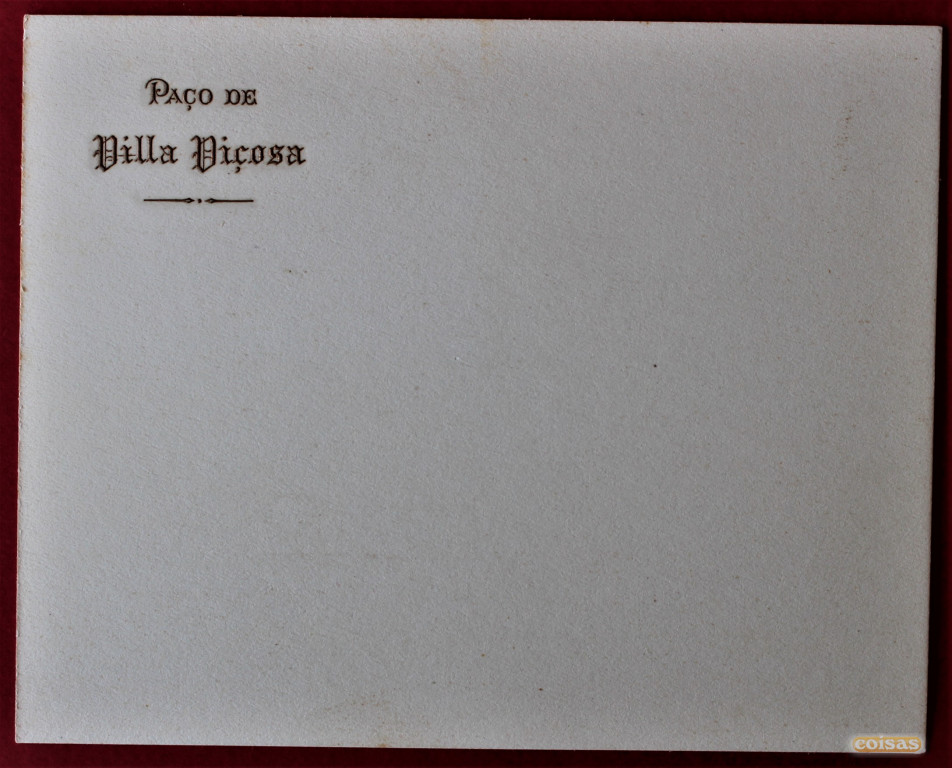 Paço de
Villa Viçosa
coisas